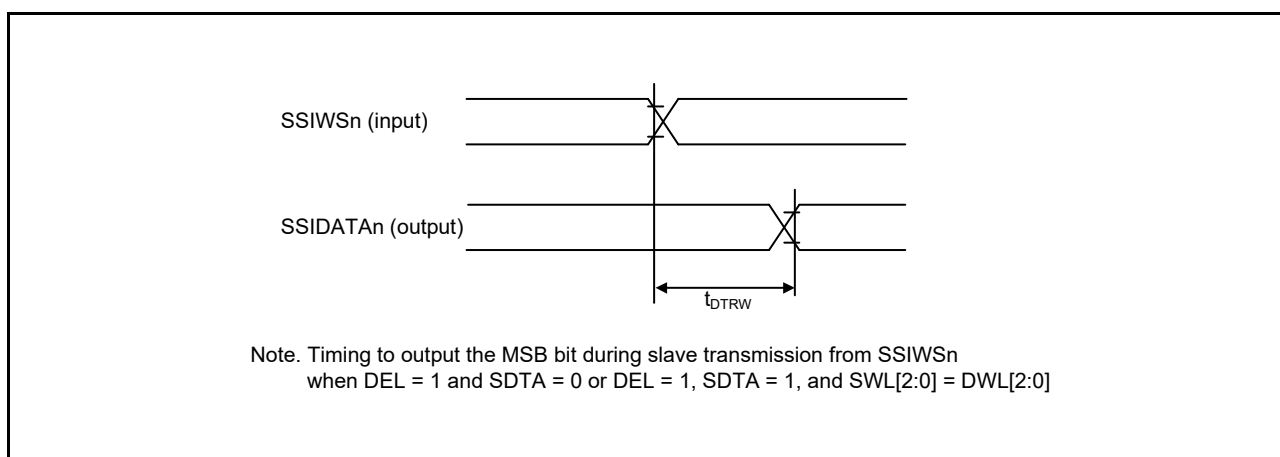 SSIWSn (input)
SSIDATAn (output)
tDTRW
Note. Timing to output the MSB bit during slave transmission from SSIWSn
when DEL = 1 and SDTA = 0 or DEL = 1, SDTA = 1, and SWL[2:0] = DWL[2:0]